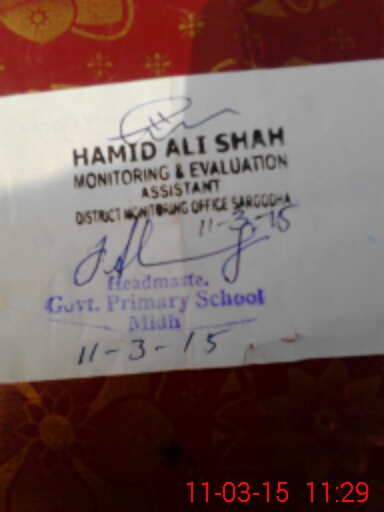 HAMID ALI SHAH
MONITORING & EVALUATION
ASSISTANT
DISTRICT MONITORING OFFICE SARGODHA
11-3-15
Headmaste.
Govt. Primary School
Midh
11-3-15
11-03-15 11:29